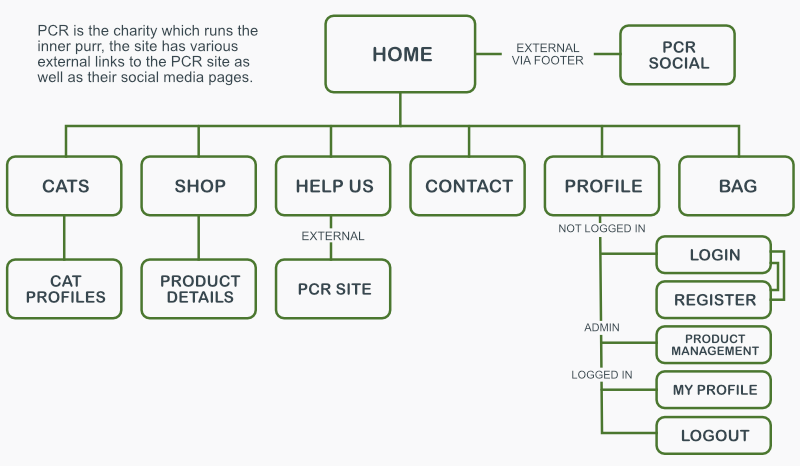 PCR is the charity which runs the
inner purr, the site has various
external links to the PCR site as
well as their social media pages.
HOME
EXTERNAL
VIA FOOTER
PCR
SOCIAL
CATS
SHOP
HELP US
CONTACT
PROFILE
BAG
EXTERNAL
NOT LOGGED IN
CAT
PROFILES
PRODUCT
DETAILS
PCR SITE
LOGIN
REGISTER
ADMIN
PRODUCT
MANAGEMENT
LOGGED IN
MY PROFILE
LOGOUT